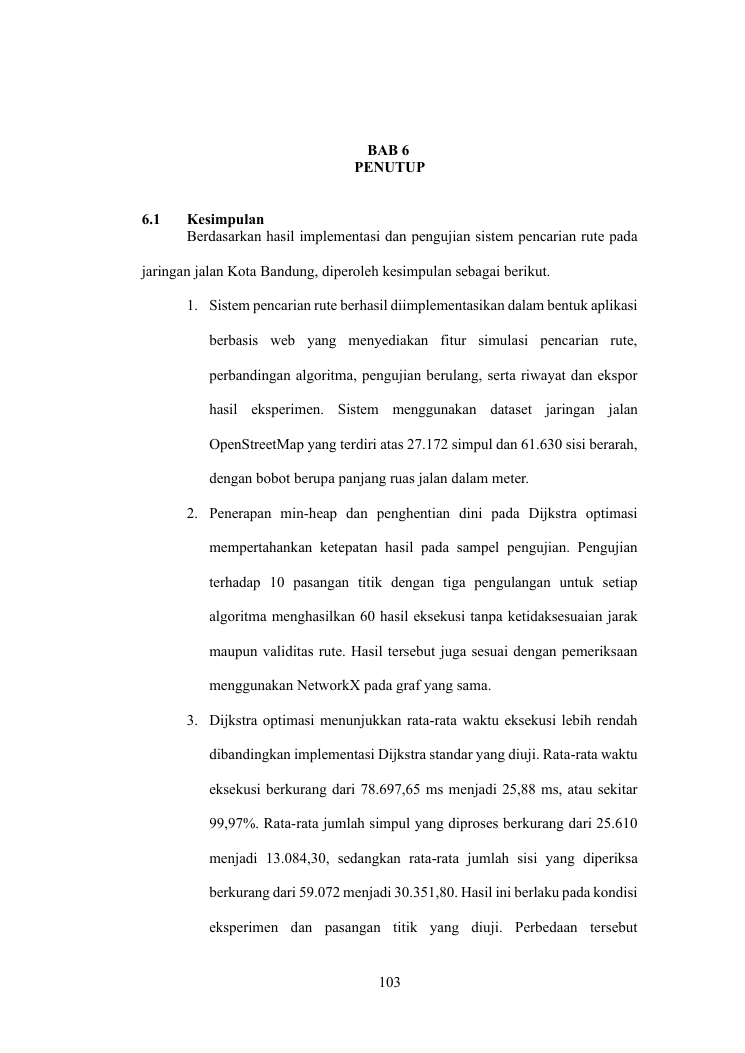 BAB 6
PENUTUP
6.1 Kesimpulan
Berdasarkan hasil implementasi dan pengujian sistem pencarian rute pada
jaringan jalan Kota Bandung, diperoleh kesimpulan sebagai berikut.
1. Sistem pencarian rute berhasil diimplementasikan dalam bentuk aplikasi
berbasis web yang menyediakan fitur simulasi pencarian rute,
perbandingan algoritma, pengujian berulang, serta riwayat dan ekspor
hasil eksperimen. Sistem menggunakan dataset jaringan jalan
OpenStreetMap yang terdiri atas 27.172 simpul dan 61.630 sisi berarah,
dengan bobot berupa panjang ruas jalan dalam meter.
2. Penerapan min-heap dan penghentian dini pada Dijkstra optimasi
mempertahankan ketepatan hasil pada sampel pengujian. Pengujian
terhadap 10 pasangan titik dengan tiga pengulangan untuk setiap
algoritma menghasilkan 60 hasil eksekusi tanpa ketidaksesuaian jarak
maupun validitas rute. Hasil tersebut juga sesuai dengan pemeriksaan
menggunakan NetworkX pada graf yang sama.
3. Dijkstra optimasi menunjukkan rata-rata waktu eksekusi lebih rendah
dibandingkan implementasi Dijkstra standar yang diuji. Rata-rata waktu
eksekusi berkurang dari 78.697,65 ms menjadi 25,88 ms, atau sekitar
99,97%. Rata-rata jumlah simpul yang diproses berkurang dari 25.610
menjadi 13.084,30, sedangkan rata-rata jumlah sisi yang diperiksa
berkurang dari 59.072 menjadi 30.351,80. Hasil ini berlaku pada kondisi
eksperimen dan pasangan titik yang diuji. Perbedaan tersebut
103